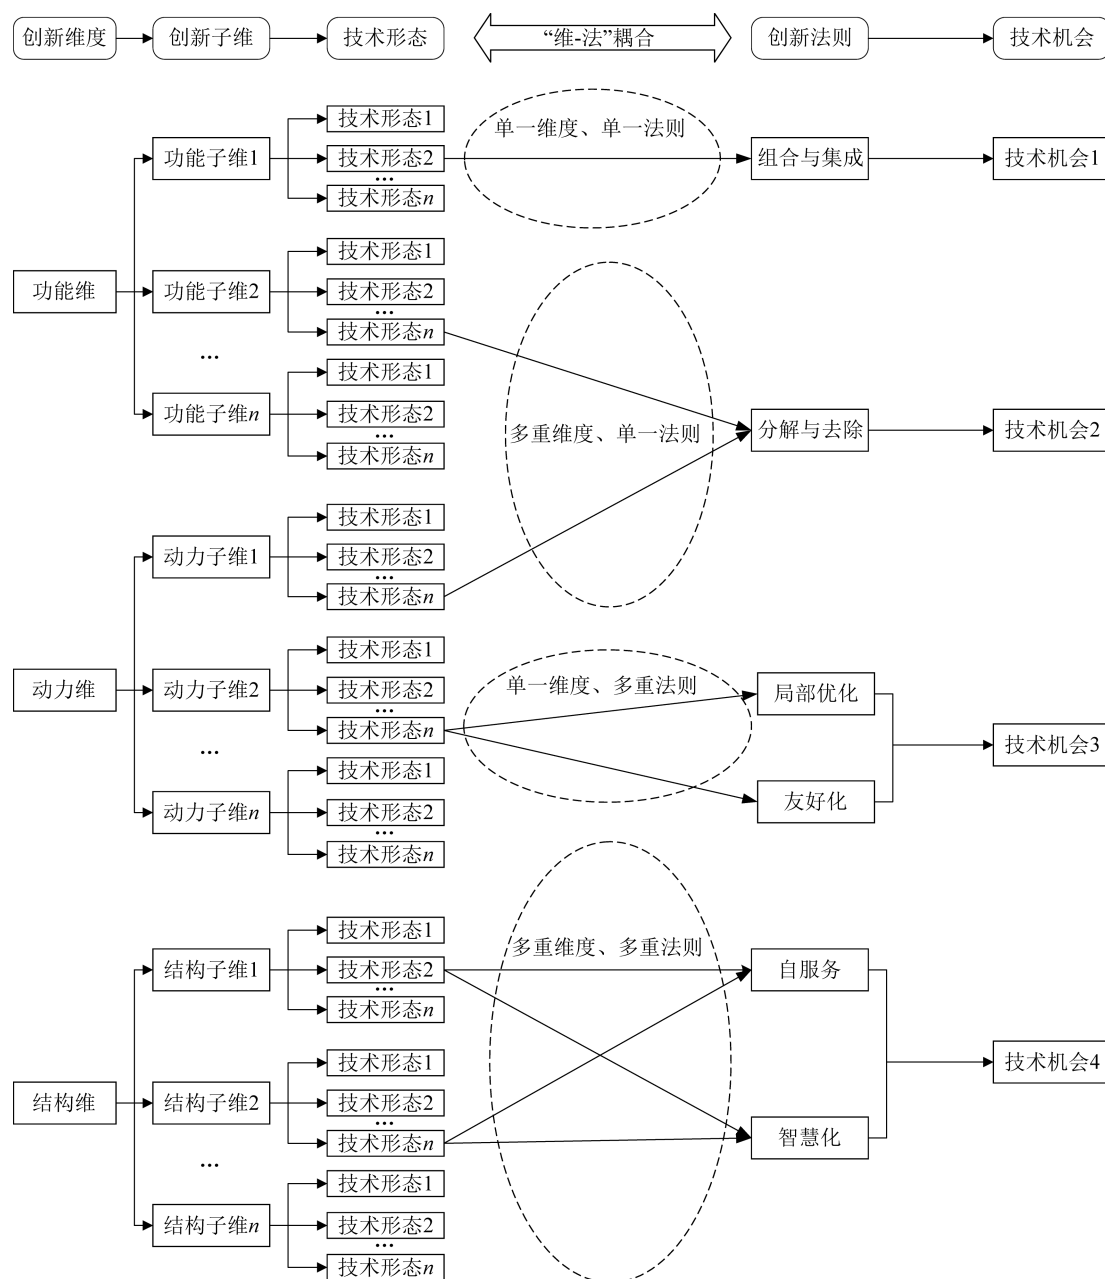 创新维度
创新子维
技术形态
“维-法”耦合
创新法则
技术机会
功能维
功能子维1
技术形态1
技术形态2
...
技术形态n
功能子维2
技术形态1
技术形态2
...
技术形态n
...
功能子维n
技术形态1
技术形态2
...
技术形态n
单一维度、单一法则
组合与集成
技术机会1
多重维度、单一法则
分解与去除
技术机会2
动力维
动力子维1
技术形态1
技术形态2
...
技术形态n
动力子维2
技术形态1
技术形态2
...
技术形态n
...
动力子维n
技术形态1
技术形态2
...
技术形态n
单一维度、多重法则
局部优化
友好化
技术机会3
结构维
结构子维1
技术形态1
技术形态2
...
技术形态n
结构子维2
技术形态1
技术形态2
...
技术形态n
...
结构子维n
技术形态1
技术形态2
...
技术形态n
多重维度、多重法则
自服务
智慧化
技术机会4